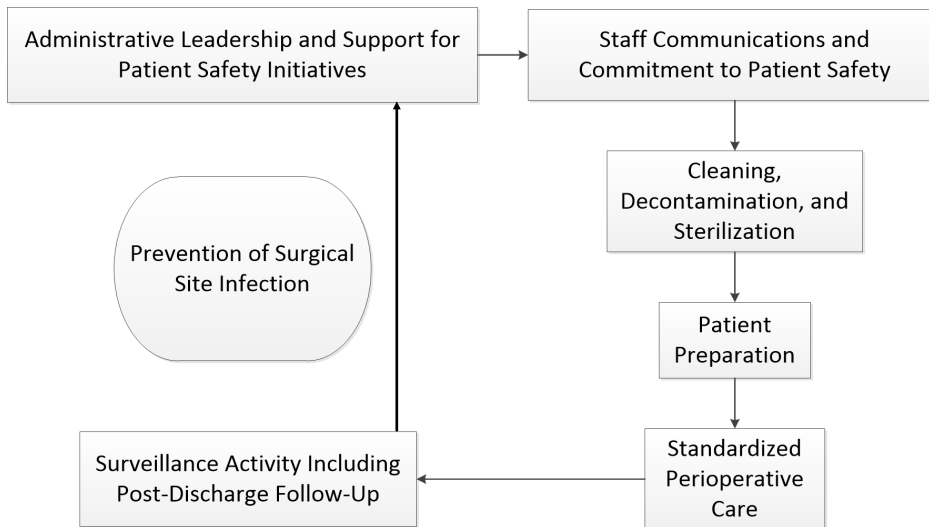 Administrative Leadership and Support for
Patient Safety Initiatives
Staff Communications and
Commitment to Patient Safety
Cleaning,
Decontamination, and
Sterilization
Prevention of Surgical
Site Infection
Patient
Preparation
Surveillance Activity Including
Post-Discharge Follow-Up
Standardized
Perioperative
Care